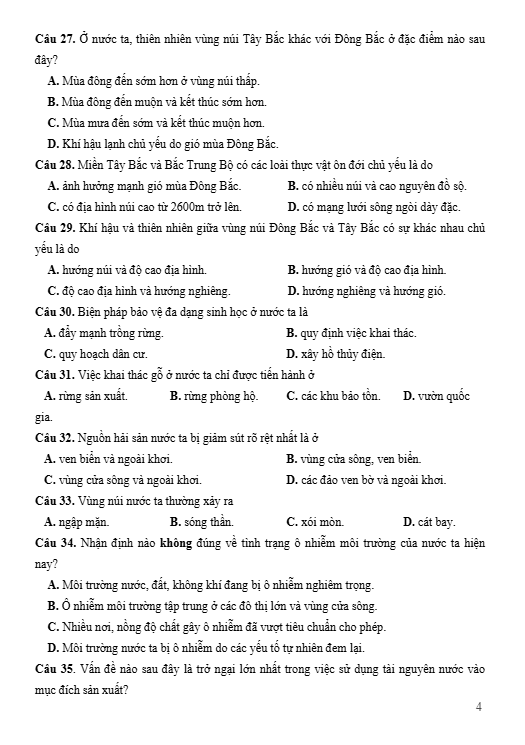 Câu 27. Ở nước ta, thiên nhiên vùng núi Tây Bắc khác với Đông Bắc ở đặc điểm nào sau
đây?
A. Mùa đông đến sớm hơn ở vùng núi thấp.
B. Mùa đông đến muộn và kết thúc sớm hơn.
C. Mùa mưa đến sớm và kết thúc muộn hơn.
D. Khí hậu lạnh chủ yếu do gió mùa Đông Bắc.
Câu 28. Miền Tây Bắc và Bắc Trung Bộ có các loài thực vật ôn đới chủ yếu là do
A. ảnh hưởng mạnh gió mùa Đông Bắc. B. có nhiều núi và cao nguyên đồ sộ.
C. có địa hình núi cao từ 2600m trở lên. D. có mạng lưới sông ngòi dày đặc.
Câu 29. Khí hậu và thiên nhiên giữa vùng núi Đông Bắc và Tây Bắc có sự khác nhau chủ
yếu là do
A. hướng núi và độ cao địa hình. B. hướng gió và độ cao địa hình.
C. độ cao địa hình và hướng nghiêng. D. hướng nghiêng và hướng gió.
Câu 30. Biện pháp bảo vệ đa dạng sinh học ở nước ta là
A. đẩy mạnh trồng rừng. B. quy định việc khai thác.
C. quy hoạch dân cư. D. xây hồ thủy điện.
Câu 31. Việc khai thác gỗ ở nước ta chỉ được tiến hành ở
A. rừng sản xuất. B. rừng phòng hộ. C. các khu bảo tồn. D. vườn quốc
gia.
Câu 32. Nguồn hải sản nước ta bị giảm sút rõ rệt nhất là ở
A. ven biển và ngoài khơi. B. vùng cửa sông, ven biển.
C. vùng cửa sông và ngoài khơi. D. các đảo ven bờ và ngoài khơi.
Câu 33. Vùng núi nước ta thường xảy ra
A. ngập mặn. B. sóng thần. C. xói mòn. D. cát bay.
Câu 34. Nhận định nào không đúng về tình trạng ô nhiễm môi trường của nước ta hiện
nay?
A. Môi trường nước, đất, không khí đang bị ô nhiễm nghiêm trọng.
B. Ô nhiễm môi trường tập trung ở các đô thị lớn và vùng cửa sông.
C. Nhiều nơi, nồng độ chất gây ô nhiễm đã vượt tiêu chuẩn cho phép.
D. Môi trường nước ta bị ô nhiễm do các yếu tố tự nhiên đem lại.
Câu 35. Vấn đề nào sau đây là trở ngại lớn nhất trong việc sử dụng tài nguyên nước vào
mục đích sản xuất?
4